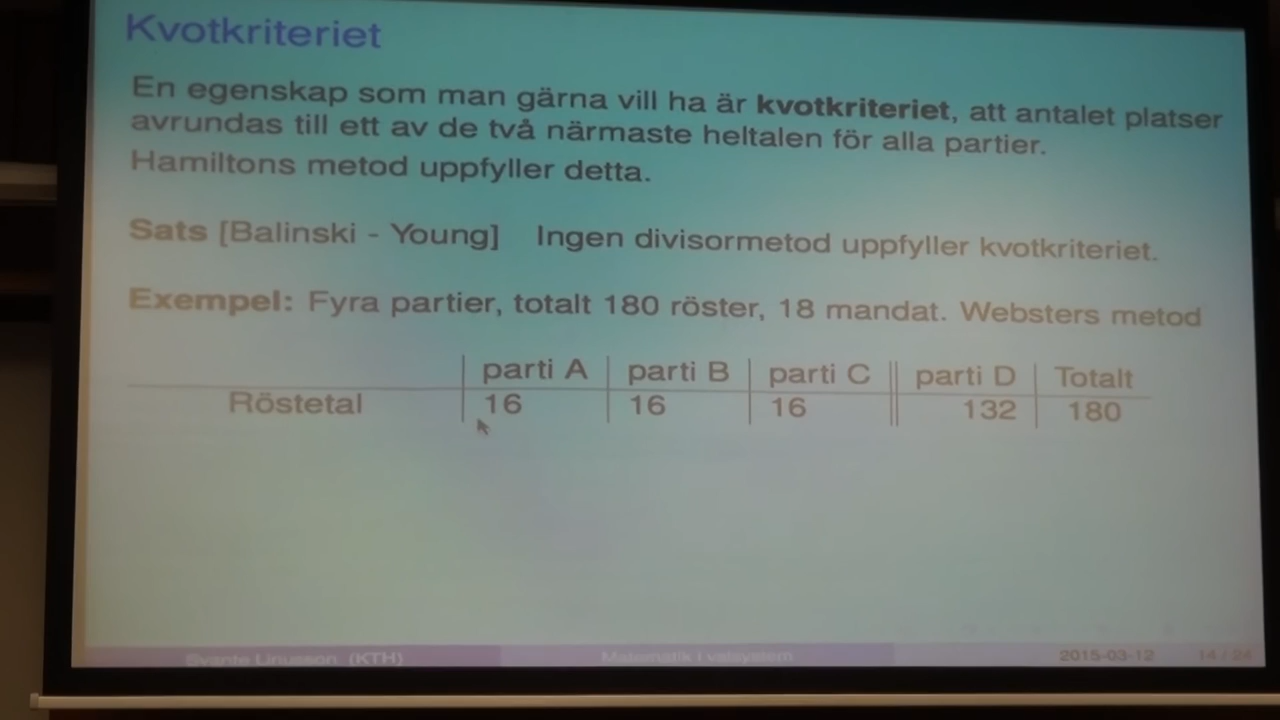 Kvotkriteriet
En egenskap som man gärna vill ha är kvotkriteriet, att antalet platser
avrundas till ett av de två närmaste heltalen för alla partier.
Hamiltons metod uppfyller detta.
Sats [Balinski - Young] Ingen divisormetod uppfyller kvotkriteriet.
Exempel: Fyra partier, totalt 180 röster, 18 mandat. Websters metod
parti A parti B parti C parti D Totalt
Röstetal 16 16 16 132 180
Svante Linusson (KTH) Matematik i valsystem 2015-03-12 14 / 24